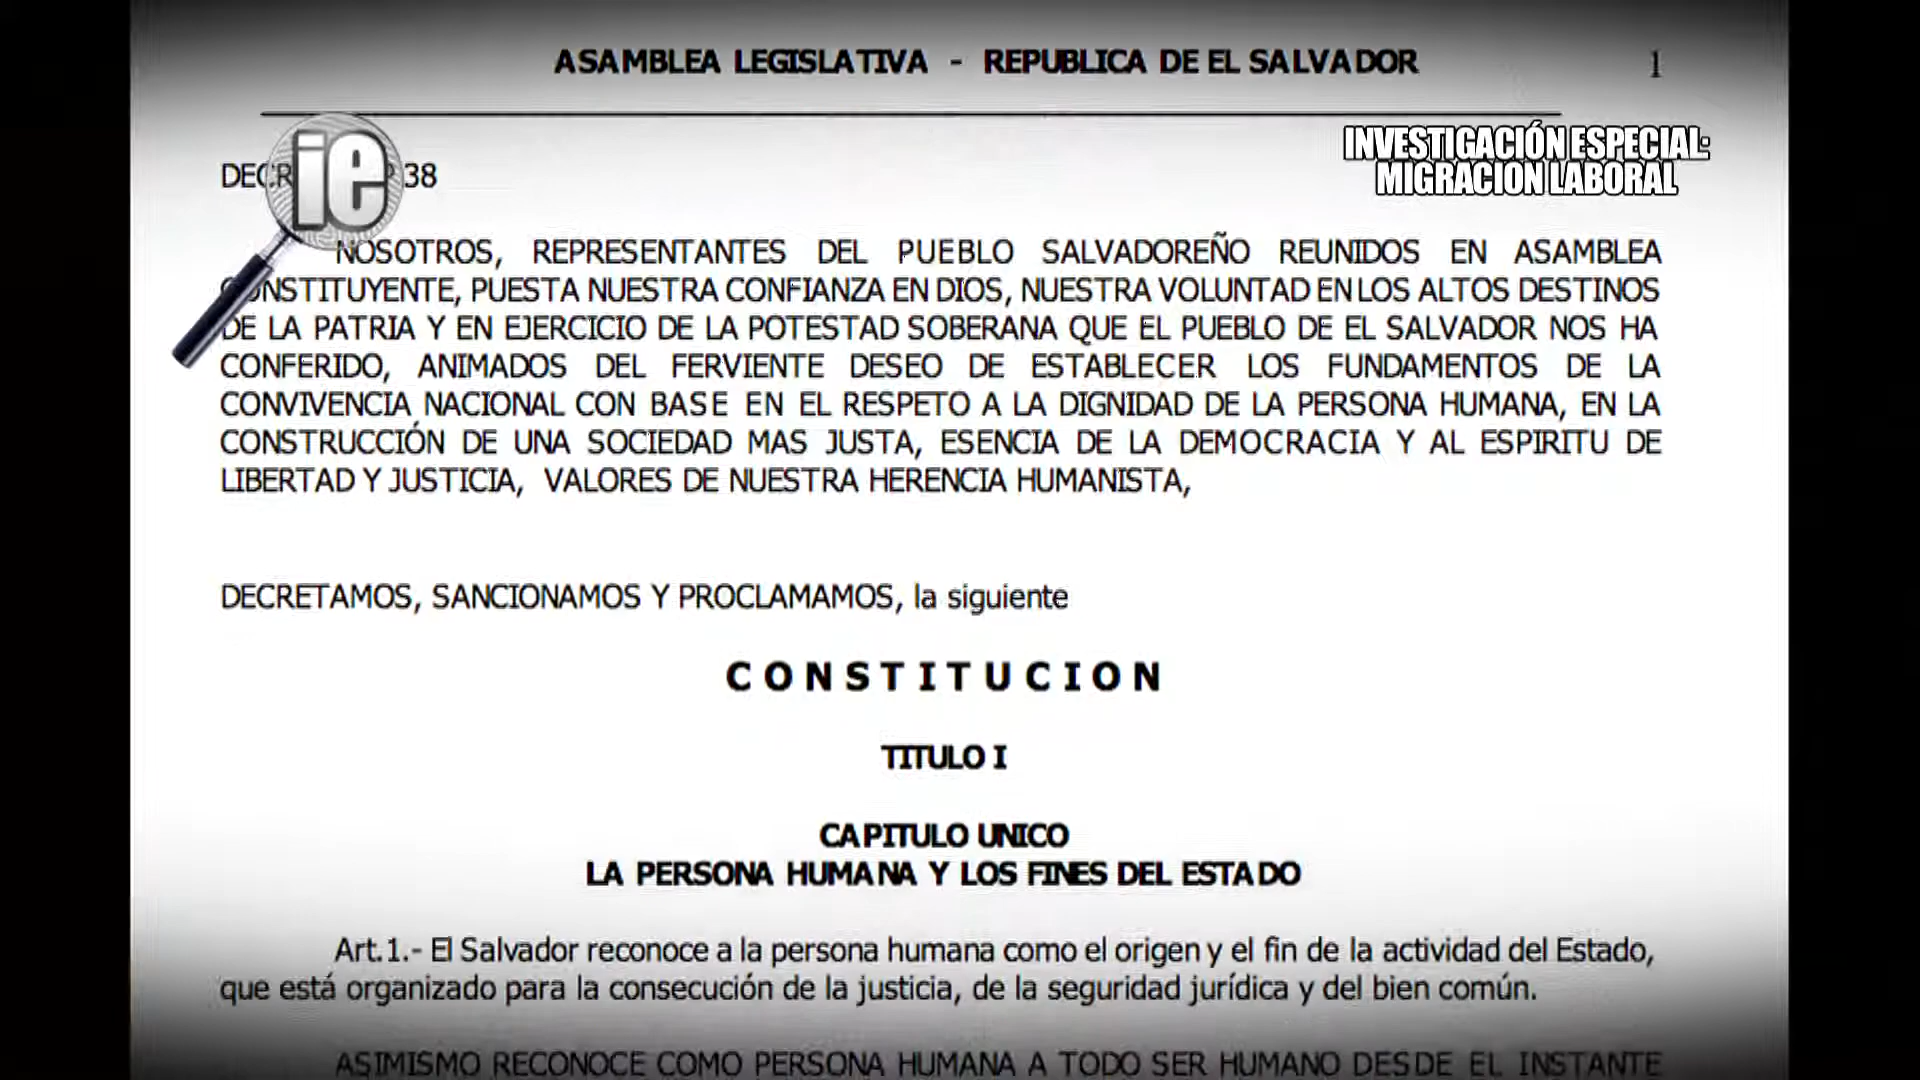 ASAMBLEA LEGISLATIVA - REPUBLICA DE EL SALVADOR 1
ie
INVESTIGACIÓN ESPECIAL:
MIGRACION LABORAL
38
NOSOTROS, REPRESENTANTES DEL PUEBLO SALVADOREÑO REUNIDOS EN ASAMBLEA
CONSTITUYENTE, PUESTA NUESTRA CONFIANZA EN DIOS, NUESTRA VOLUNTAD EN LOS ALTOS DESTINOS
DE LA PATRIA Y EN EJERCICIO DE LA POTESTAD SOBERANA QUE EL PUEBLO DE EL SALVADOR NOS HA
CONFERIDO, ANIMADOS DEL FERVIENTE DESEO DE ESTABLECER LOS FUNDAMENTOS DE LA
CONVIVENCIA NACIONAL CON BASE EN EL RESPETO A LA DIGNIDAD DE LA PERSONA HUMANA, EN LA
CONSTRUCCIÓN DE UNA SOCIEDAD MAS JUSTA, ESENCIA DE LA DEMOCRACIA Y AL ESPIRITU DE
LIBERTAD Y JUSTICIA, VALORES DE NUESTRA HERENCIA HUMANISTA,
DECRETAMOS, SANCIONAMOS Y PROCLAMAMOS, la siguiente
CONSTITUCION
TITULO I
CAPITULO UNICO
LA PERSONA HUMANA Y LOS FINES DEL ESTADO
Art.1.- El Salvador reconoce a la persona humana como el origen y el fin de la actividad del Estado,
que está organizado para la consecución de la justicia, de la seguridad jurídica y del bien común.
ASIMISMO RECONOCE COMO PERSONA HUMANA A TODO SER HUMANO DESDE EL INSTANTE